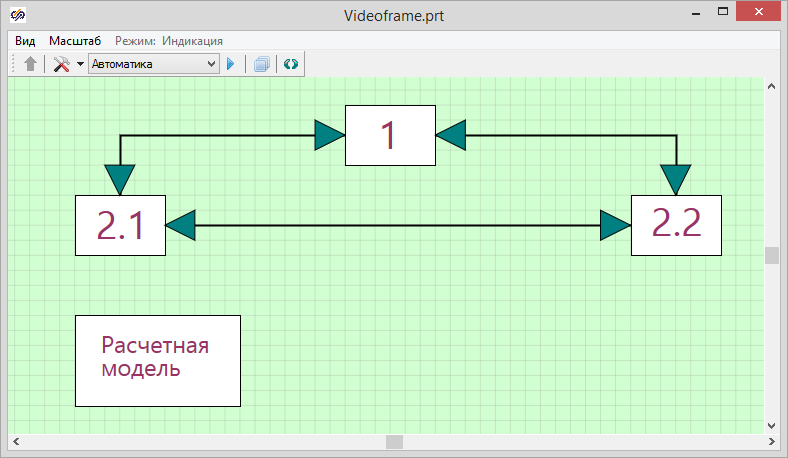 Videoframe.prt
Вид Масштаб Режим: Индикация
Автоматика
1
2.1
2.2
Расчетная
модель